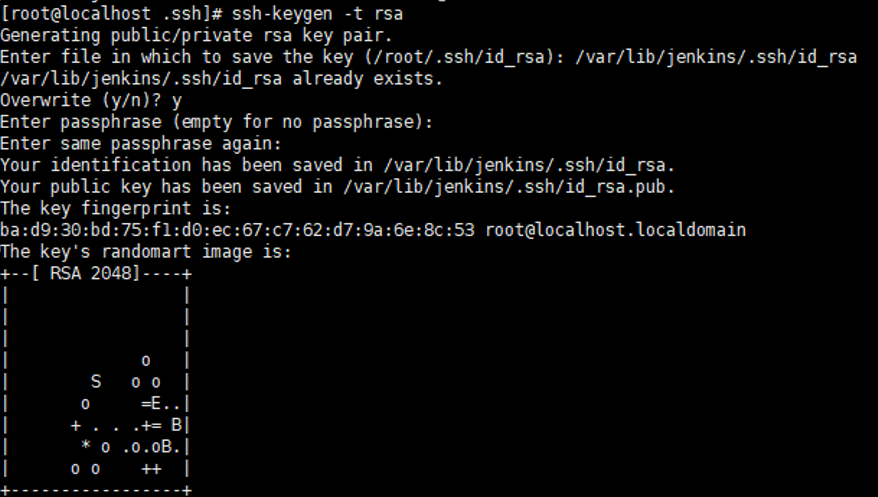 [root@localhost .ssh]# ssh-keygen -t rsa
Generating public/private rsa key pair.
Enter file in which to save the key (/root/.ssh/id_rsa): /var/lib/jenkins/.ssh/id_rsa
/var/lib/jenkins/.ssh/id_rsa already exists.
Overwrite (y/n)? y
Enter passphrase (empty for no passphrase):
Enter same passphrase again:
Your identification has been saved in /var/lib/jenkins/.ssh/id_rsa.
Your public key has been saved in /var/lib/jenkins/.ssh/id_rsa.pub.
The key fingerprint is:
ba:d9:30:bd:75:f1:d0:ec:67:c7:62:d7:9a:6e:8c:53 root@localhost.localdomain
The key's randomart image is:
+--[ RSA 2048]----+
|                 |
|                 |
|                 |
|             o   |
|        S   o o  |
|       o     =E..|
|      + . . .+= B|
|       * o .o.oB.|
|      o o    ++  |
+-----------------+